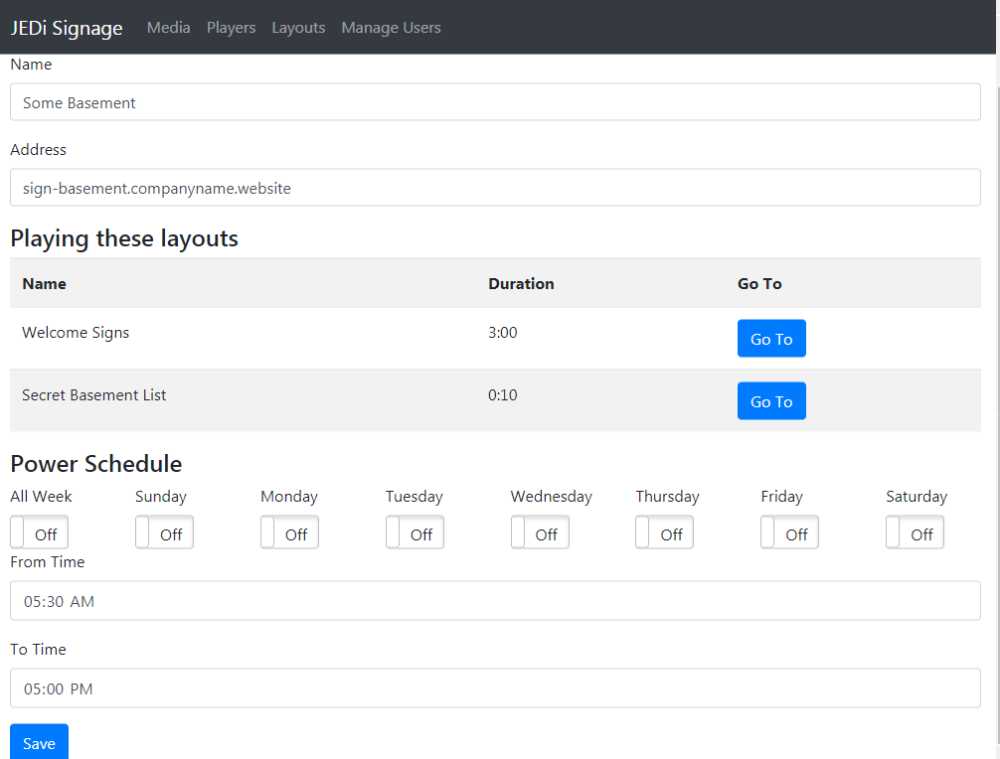 JEDi Signage Media Players Layouts Manage Users
Name
Some Basement
Address
sign-basement.companyname.website
Playing these layouts
Name Duration Go To
Welcome Signs 3:00 Go To
Secret Basement List 0:10 Go To
Power Schedule
All Week Sunday Monday Tuesday Wednesday Thursday Friday Saturday
Off Off Off Off Off Off Off Off
From Time
05:30 AM
To Time
05:00 PM
Save